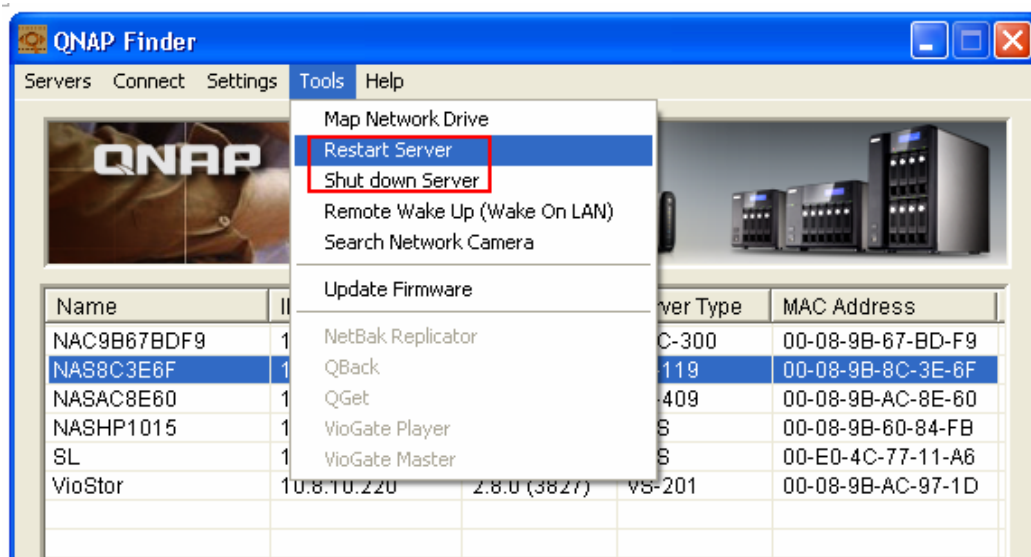 QNAP Finder
Servers Connect Settings Tools Help
Map Network Drive
Restart Server
Shut down Server
Remote Wake Up (Wake On LAN)
Search Network Camera
Update Firmware
NetBak Replicator
QBack
QGet
VioGate Player
VioGate Master
QNAP
Name MAC Address
NAC9B67BDF9 00-08-9B-67-BD-F9
NAS8C3E6F 00-08-9B-8C-3E-6F
NASAC8E60 00-08-9B-AC-8E-60
NASHP1015 00-08-9B-60-84-FB
SL 00-E0-4C-77-11-A6
VioStor 10.8.10.220 2.8.0 (3827) VS-201 00-08-9B-AC-97-1D